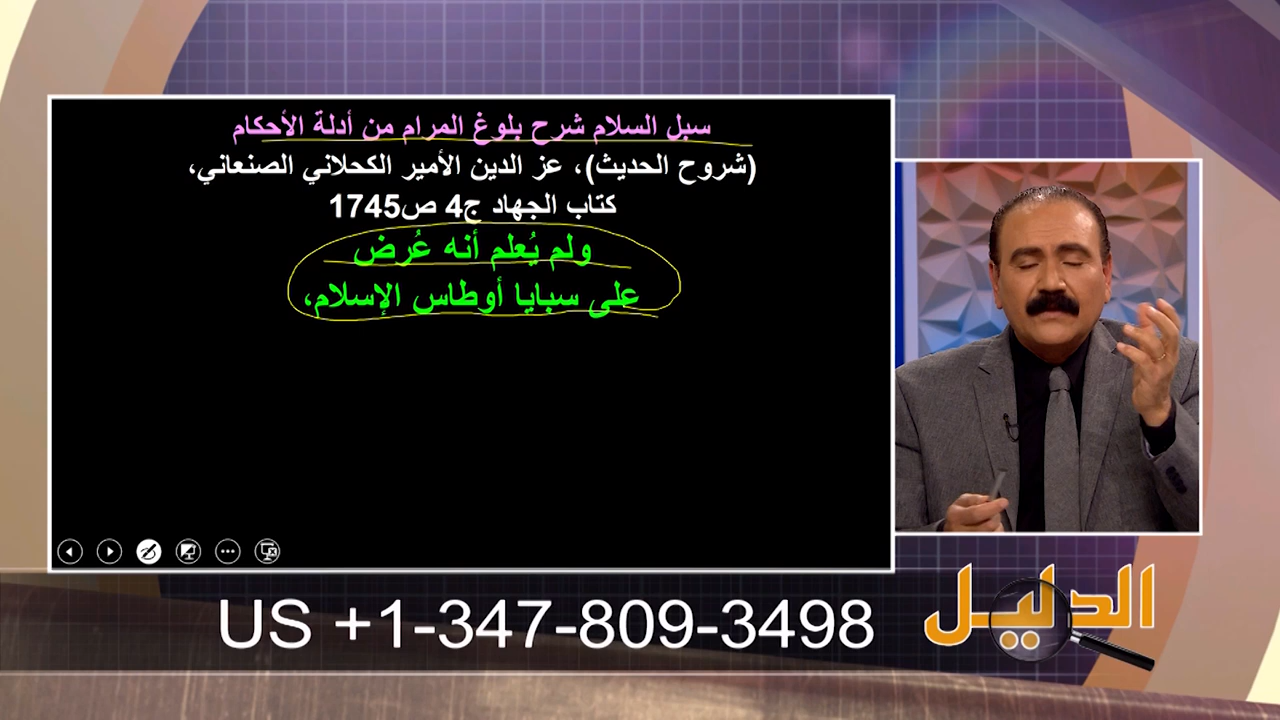 سبل السلام شرح بلوغ المرام من أدلة الأحكام
(شروح الحديث)، عز الدين الأمير الكحلاني الصنعاني،
كتاب الجهاد ج4 ص1745
ولم يُعلم أنه عُرض
على سبايا أوطاس الإسلام،
US +1-347-809-3498
الدليل